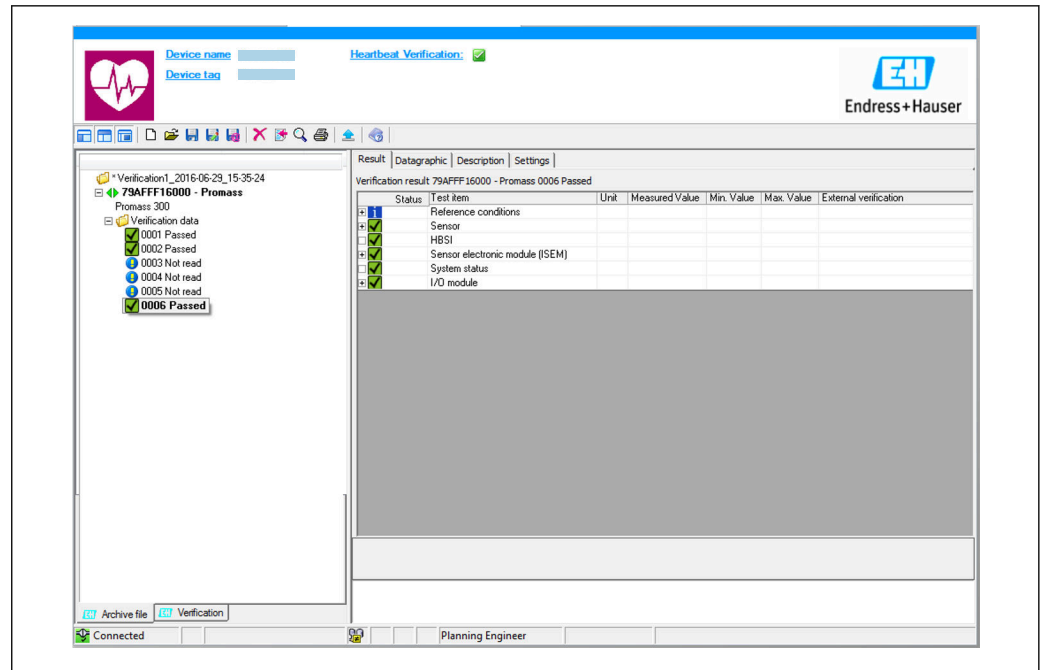 Device name
Heartbeat Verification:
Device tag
EH
Endress+Hauser
Result Datagraphic Description Settings
Verification result 79AFFF16000 - Promass 0006 Passed
* Verification1_2016-06-29_15-35-24
79AFFF16000 - Promass
Promass 300
Verification data
0001 Passed
0002 Passed
0003 Not read
0004 Not read
0005 Not read
0006 Passed
Status Test item Unit Measured Value Min. Value Max. Value External verification
Reference conditions
Sensor
HBSI
Sensor electronic module (ISEM)
System status
I/O module
Archive file Verification
Connected Planning Engineer